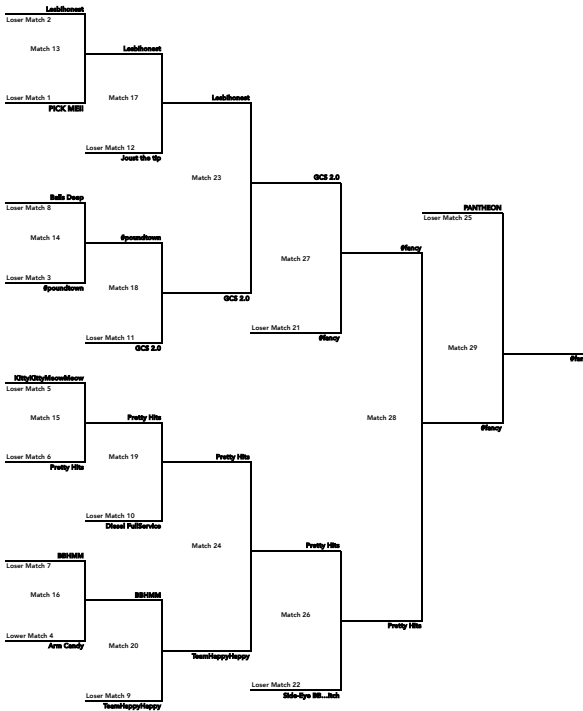 Lesbihonest
Loser Match 2
Match 13
Lesbihonest
Loser Match 1
PICK ME!!
Match 17
Lesbihonest
Loser Match 12
Joust the tip
Match 23
GCS 2.0
Balls Deep
Loser Match 8
Match 14
#poundtown
Loser Match 3
#poundtown
Match 18
GCS 2.0
Loser Match 11
GCS 2.0
Match 27
#fancy
Loser Match 21
#fancy
PANTHEON
Loser Match 25
Match 29
KittyKittyMeowMeow
Loser Match 5
Match 15
Pretty Hits
Loser Match 6
Pretty Hits
Match 19
Pretty Hits
Loser Match 10
Diesel FullService
Match 28
#fancy
Match 24
Pretty Hits
BBHMM
Loser Match 7
Match 16
BBHMM
Lower Match 4
Arm Candy
Match 20
TeamHappyHappy
Loser Match 9
TeamHappyHappy
Match 26
Pretty Hits
Loser Match 22
Side-Eye BB...itch